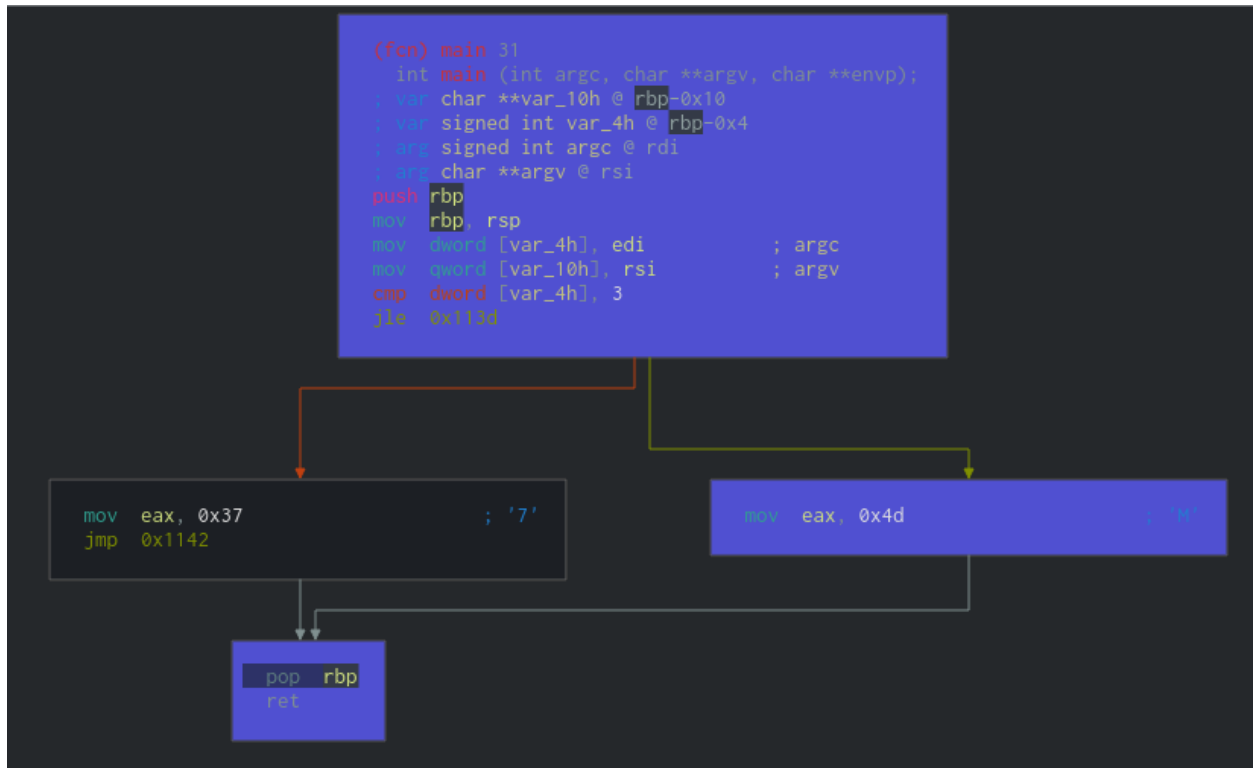 (fcn) main 31
int main (int argc, char **argv, char **envp);
; var char **var_10h @ rbp-0x10
; var signed int var_4h @ rbp-0x4
; arg signed int argc @ rdi
; arg char **argv @ rsi
push rbp
mov rbp, rsp
mov dword [var_4h], edi ; argc
mov qword [var_10h], rsi ; argv
cmp dword [var_4h], 3
jle 0x113d
mov eax, 0x37 ; '7'
jmp 0x1142
mov eax, 0x4d ; 'M'
pop rbp
ret